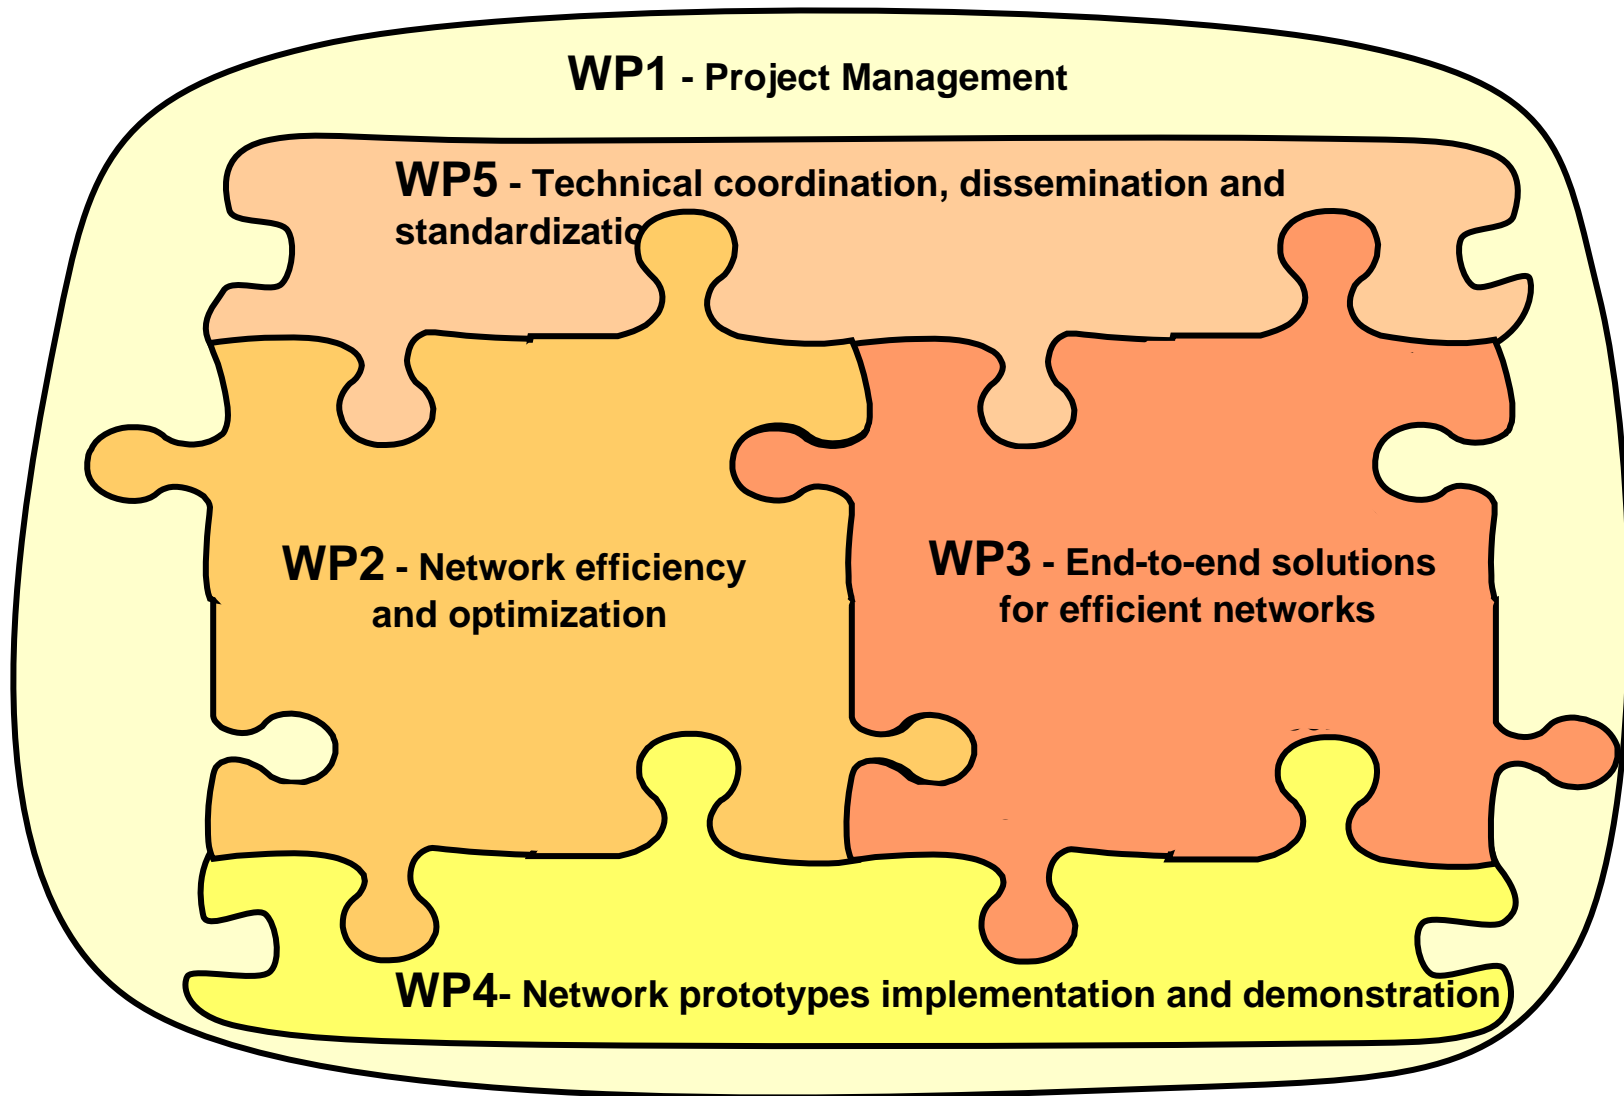 WP1 - Project Management
WP5 - Technical coordination, dissemination and
standardizatic
WP2 - Network efficiency
and optimization
WP3 - End-to-end solutions
for efficient networks
WP4- Network prototypes implementation and demonstration